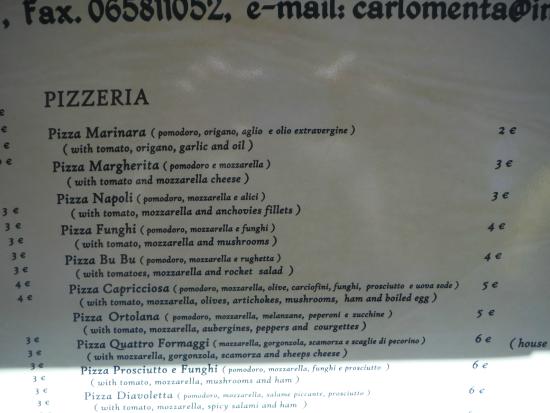 , Fax. 065811052, e-mail: carlomenta@in
PIZZERIA
Pizza Marinara ( pomodoro, origano, aglio e olio extravergine ) 2 €
( with tomato, origano, garlic and oil )
Pizza Margherita ( pomodoro e mozzarella ) 3 €
( with tomato and mozzarella cheese )
Pizza Napoli ( pomodoro, mozzarella e alici ) 3 €
( with tomato, mozzarella and anchovies fillets )
3 € Pizza Funghi ( pomodoro, mozzarella e funghi ) 4 €
3 € ( with tomato, mozzarella and mushrooms )
3 € Pizza Bu Bu ( pomodoro, mozzarella e rughetta ) 4 €
3 € ( with tomatoes, mozzarella and rocket salad )
3 €
4 € Pizza Capricciosa ( pomodoro, mozzarella, olive, carciofini, funghi, prosciutto e uova sode ) 5 €
4 € ( with tomato, mozzarella, olives, artichokes, mushrooms, ham and boiled egg )
Pizza Ortolana ( pomodoro, mozzarella, melanzane, peperoni e zucchine ) 5 €
( with tomato, mozzarella, aubergines, peppers and courgettes )
3 € Pizza Quattro Formaggi ( mazzarella, gorgonzola, scamorza e scaglie di pecorino ) 6 € ( house
3 € ( with mozzarella, gorgonzola, scamorza and sheeps cheese )
3 € Pizza Prosciutto e Funghi ( pomodoro, mozzarella, funghi e prosciutto ) 6 €
3 € ( with tomato, mozzarella, mushrooms and ham )
3 € Pizza Diavoletta ( pomodoro, mozzarella, salame piccante, prosciutto ) 6 €
3 € ( with tomato, mozzarella, spicy salami and ham )